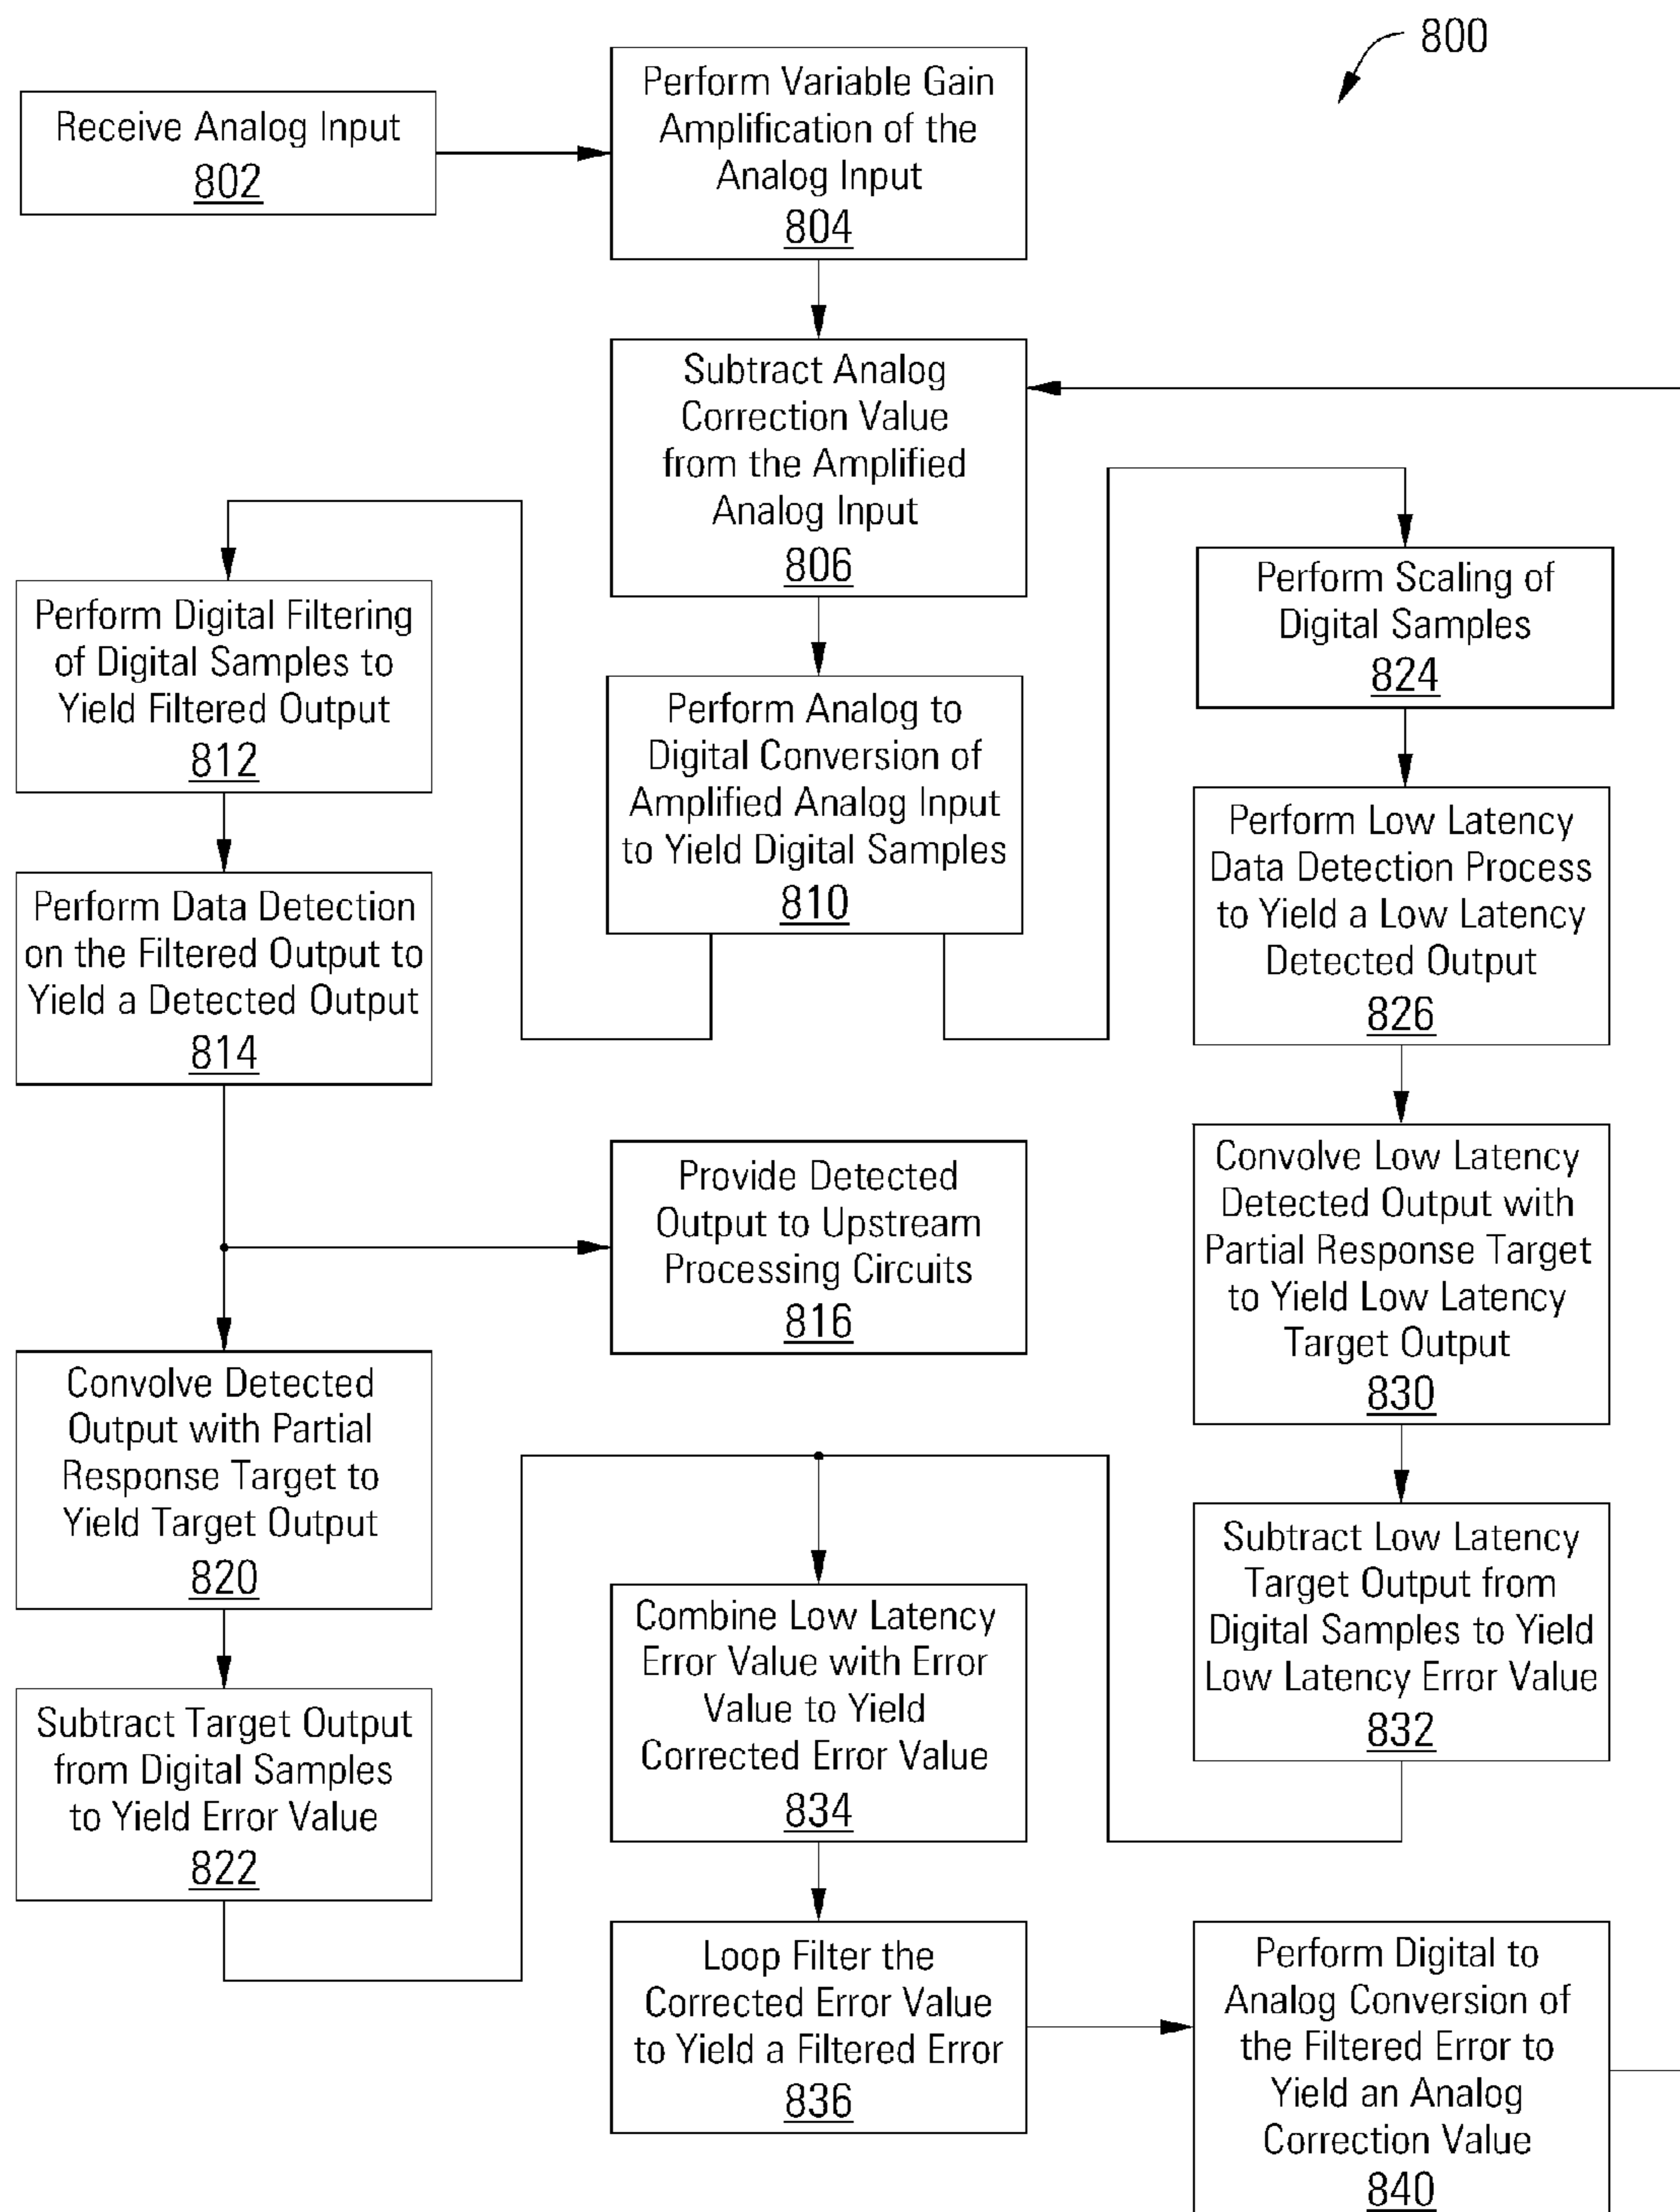 800
Receive Analog Input
802
Perform Variable Gain
Amplification of the
Analog Input
804
Subtract Analog
Correction Value
from the Amplified
Analog Input
806
Perform Analog to
Digital Conversion of
Amplified Analog Input
to Yield Digital Samples
810
Perform Digital Filtering
of Digital Samples to
Yield Filtered Output
812
Perform Data Detection
on the Filtered Output to
Yield a Detected Output
814
Provide Detected
Output to Upstream
Processing Circuits
816
Convolve Detected
Output with Partial
Response Target to
Yield Target Output
820
Subtract Target Output
from Digital Samples
to Yield Error Value
822
Perform Scaling of
Digital Samples
824
Perform Low Latency
Data Detection Process
to Yield a Low Latency
Detected Output
826
Convolve Low Latency
Detected Output with
Partial Response Target
to Yield Low Latency
Target Output
830
Subtract Low Latency
Target Output from
Digital Samples to Yield
Low Latency Error Value
832
Combine Low Latency
Error Value with Error
Value to Yield
Corrected Error Value
834
Loop Filter the
Corrected Error Value
to Yield a Filtered Error
836
Perform Digital to
Analog Conversion of
the Filtered Error to
Yield an Analog
Correction Value
840